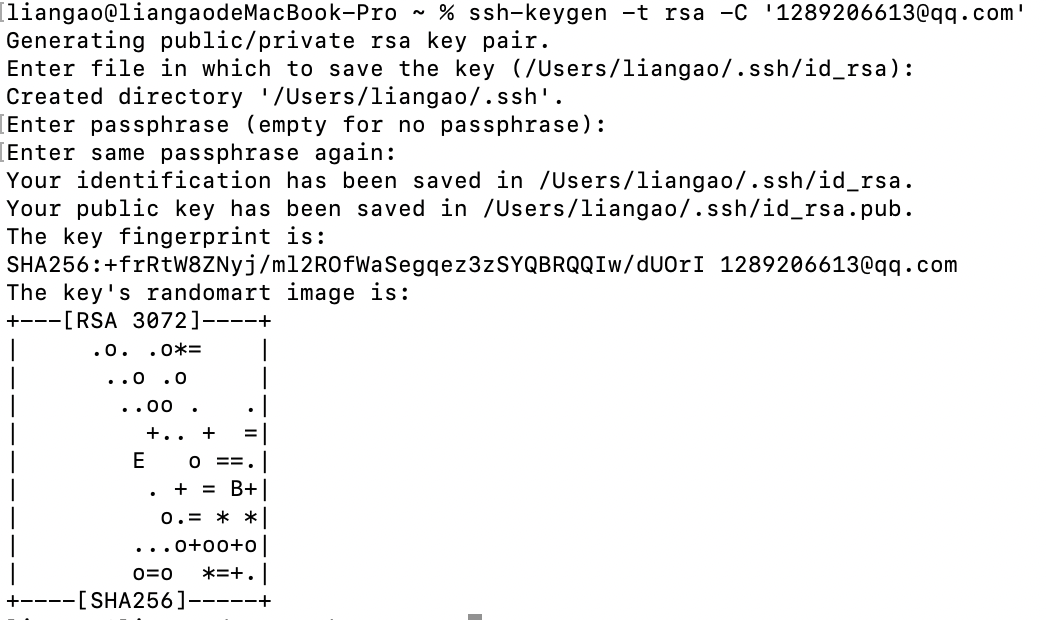 liangao@liangaodeMacBook-Pro ~ % ssh-keygen -t rsa -C '1289206613@qq.com'
Generating public/private rsa key pair.
Enter file in which to save the key (/Users/liangao/.ssh/id_rsa):
Created directory '/Users/liangao/.ssh'.
Enter passphrase (empty for no passphrase):
Enter same passphrase again:
Your identification has been saved in /Users/liangao/.ssh/id_rsa.
Your public key has been saved in /Users/liangao/.ssh/id_rsa.pub.
The key fingerprint is:
SHA256:+frRtW8ZNyj/ml2ROfWaSegqez3zSYQBRQQIw/dUOrI 1289206613@qq.com
The key's randomart image is:
+---[RSA 3072]----+
|     .o. .o*=    |
|      ..o .o     |
|       ..oo .   .|
|         +.. +  =|
|        E   o ==.|
|         . + = B+|
|          o.= * *|
|        ...o+oo+o|
|        o=o  *=+.|
+----[SHA256]-----+